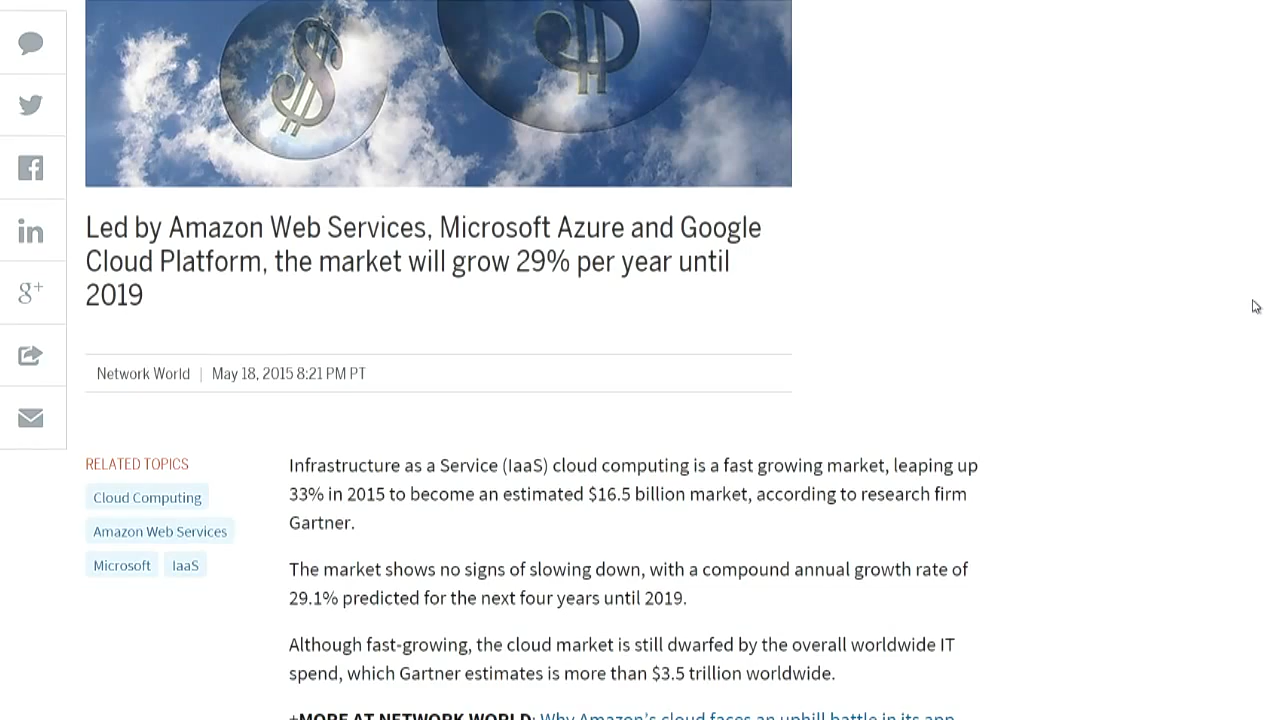 Led by Amazon Web Services, Microsoft Azure and Google
Cloud Platform, the market will grow 29% per year until
2019
Network World | May 18, 2015 8:21 PM PT
RELATED TOPICS
Cloud Computing
Amazon Web Services
Microsoft IaaS
Infrastructure as a Service (IaaS) cloud computing is a fast growing market, leaping up
33% in 2015 to become an estimated $16.5 billion market, according to research firm
Gartner.
The market shows no signs of slowing down, with a compound annual growth rate of
29.1% predicted for the next four years until 2019.
Although fast-growing, the cloud market is still dwarfed by the overall worldwide IT
spend, which Gartner estimates is more than $3.5 trillion worldwide.
+MORE AT NETWORK WORLD: Why Amazon's cloud faces an uphill battle in its app